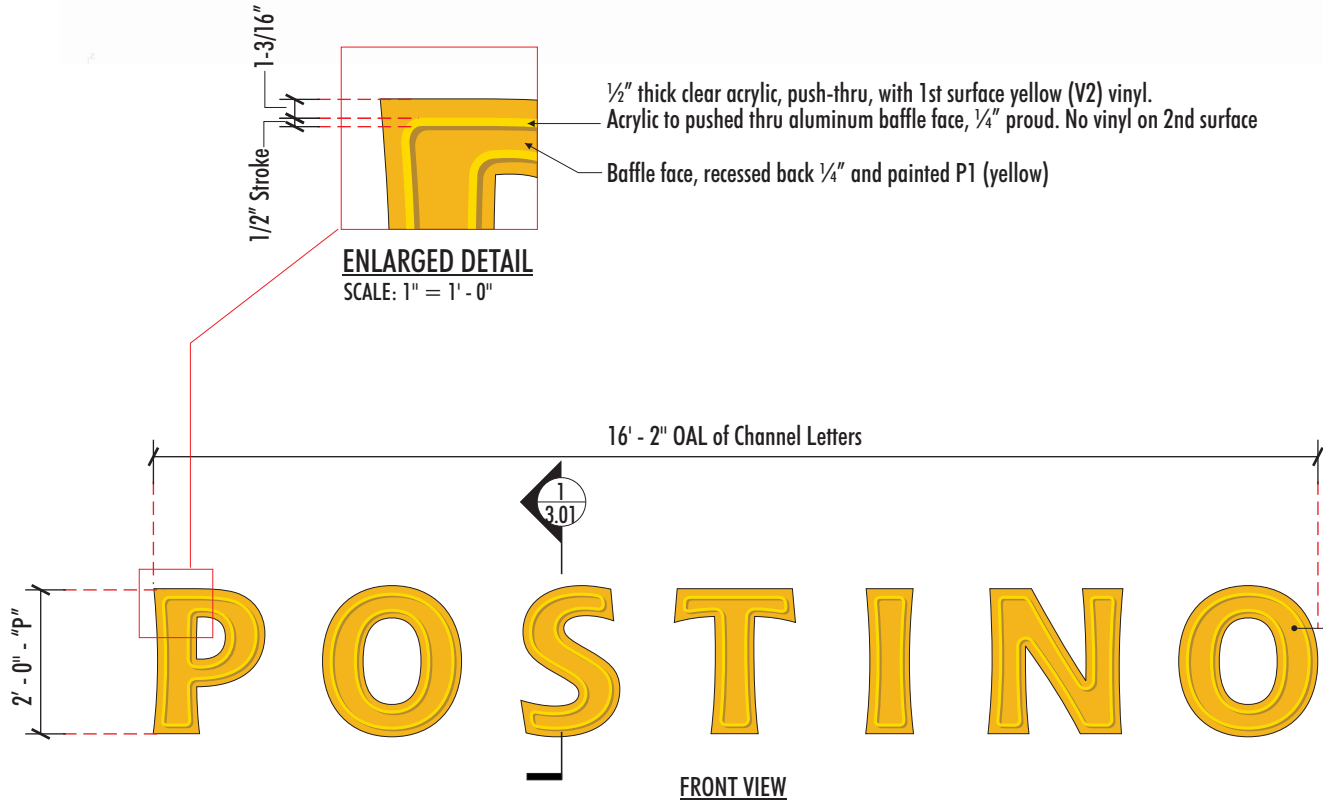 1-3/16"
1/2" Stroke
½" thick clear acrylic, push-thru, with 1st surface yellow (V2) vinyl.
Acrylic to pushed thru aluminum baffle face, ¼" proud. No vinyl on 2nd surface
Baffle face, recessed back ¼" and painted P1 (yellow)
ENLARGED DETAIL
SCALE: 1" = 1' - 0"
16' - 2" OAL of Channel Letters
1
3.01
2' - 0" - "P"
POSTINO
FRONT VIEW